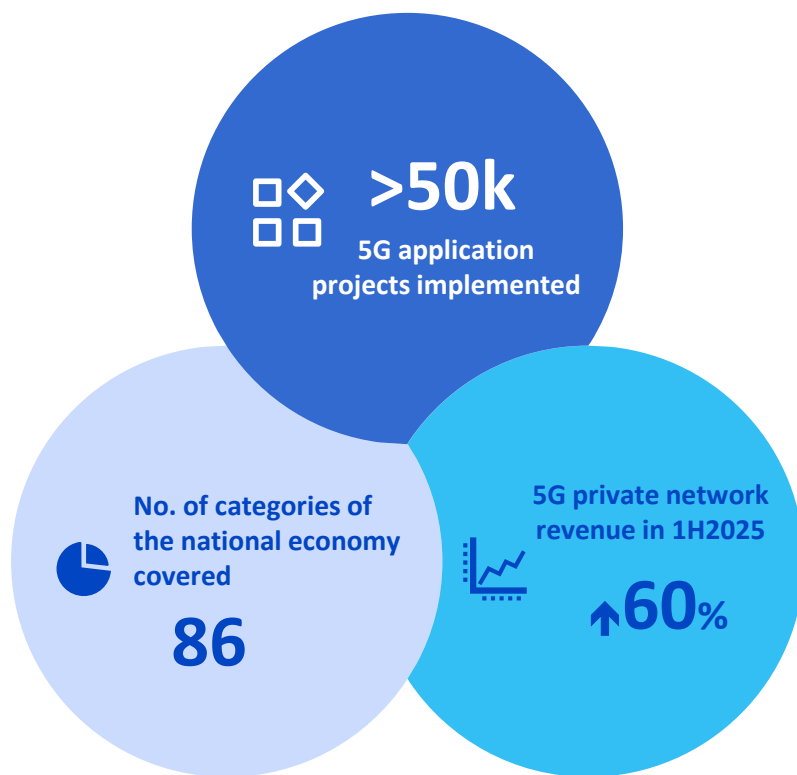 >50k
5G application
projects implemented
No. of categories of
the national economy
covered
86
5G private network
revenue in 1H2025
↑60%